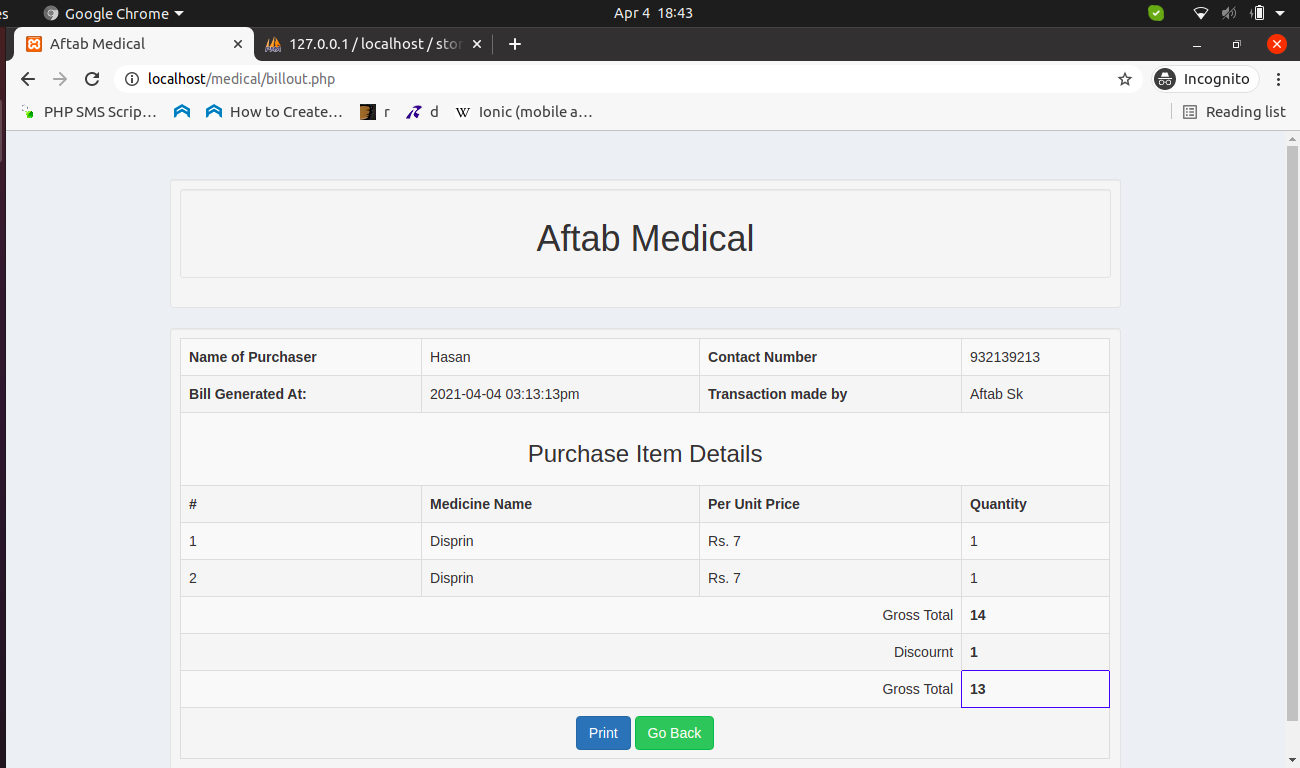 es Google Chrome Apr 4 18:43
Aftab Medical 127.0.0.1 / localhost / stor
localhost/medical/billout.php Incognito
PHP SMS Scrip... How to Create... r d W Ionic (mobile a... Reading list
Aftab Medical
Name of Purchaser Hasan Contact Number 932139213
Bill Generated At: 2021-04-04 03:13:13pm Transaction made by Aftab Sk
Purchase Item Details
# Medicine Name Per Unit Price Quantity
1 Disprin Rs. 7 1
2 Disprin Rs. 7 1
Gross Total 14
Discournt 1
Gross Total 13
Print Go Back